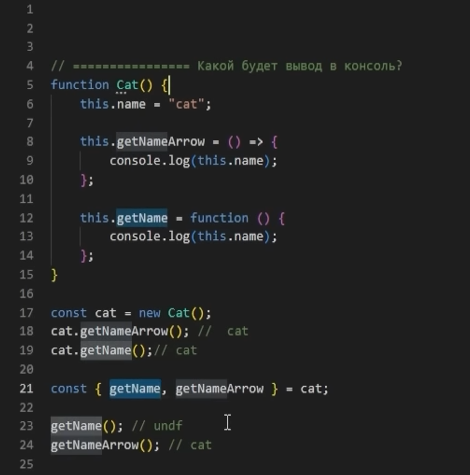 1
2
3
4 // ================ Какой будет вывод в консоль?
5 function Cat() {
6 this.name = "cat";
7
8 this.getNameArrow = () => {
9 console.log(this.name);
10 };
11
12 this.getName = function () {
13 console.log(this.name);
14 };
15 }
16
17 const cat = new Cat();
18 cat.getNameArrow(); //  cat
19 cat.getName();// cat
20
21 const { getName, getNameArrow } = cat;
22
23 getName(); // undf
24 getNameArrow(); // cat
25